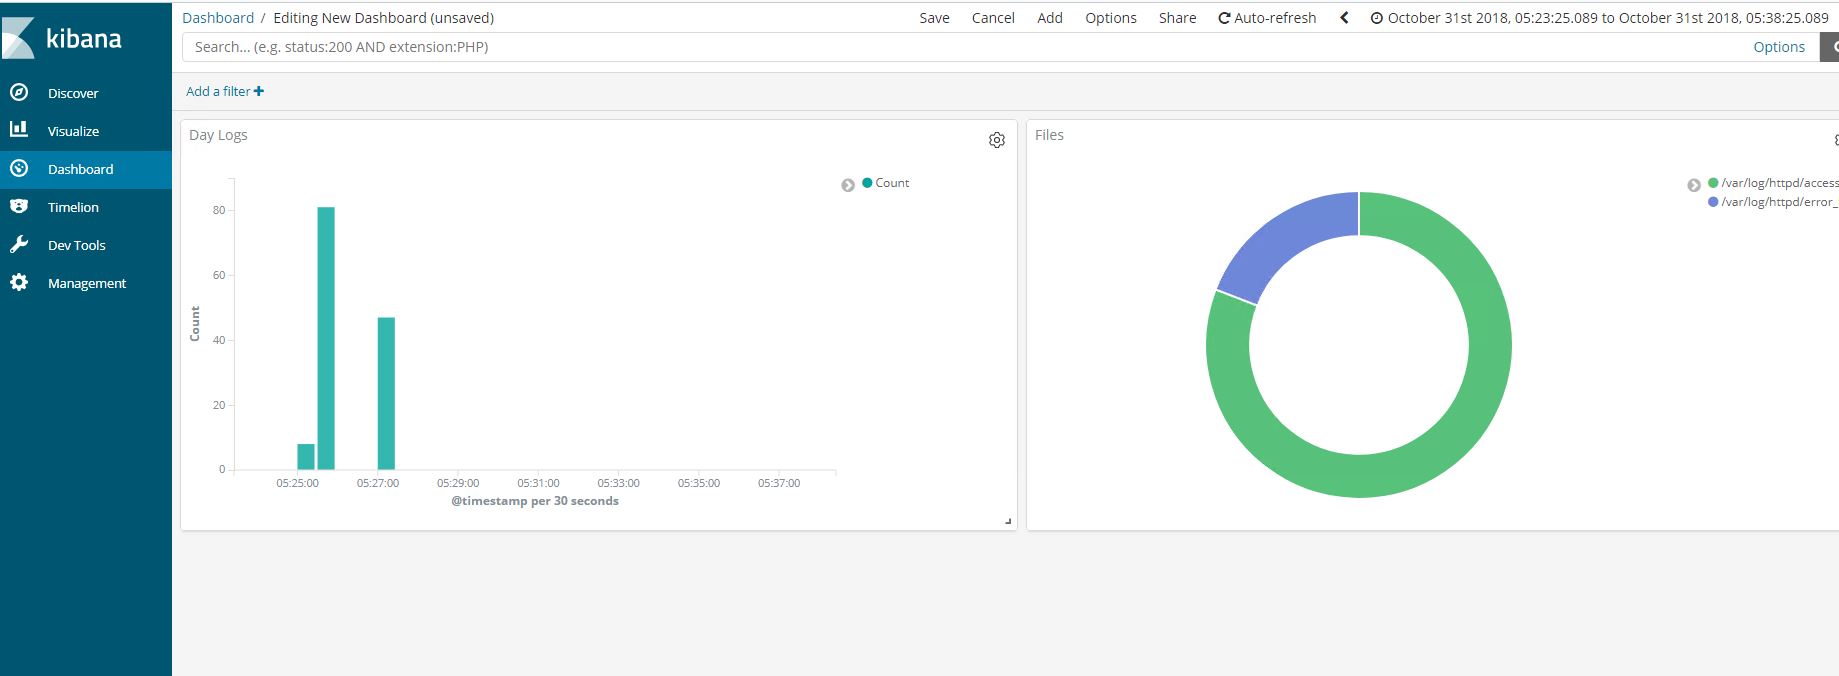 kibana
Discover
Visualize
Dashboard
Timelion
Dev Tools
Management
Dashboard / Editing New Dashboard (unsaved)
Save Cancel Add Options Share Auto-refresh October 31st 2018, 05:23:25.089 to October 31st 2018, 05:38:25.089
Search... (e.g. status:200 AND extension:PHP) Options
Add a filter
Day Logs
Count
80
60
40
20
0
Count
05:25:00 05:27:00 05:29:00 05:31:00 05:33:00 05:35:00 05:37:00
@timestamp per 30 seconds
Files
/var/log/httpd/access
/var/log/httpd/error_